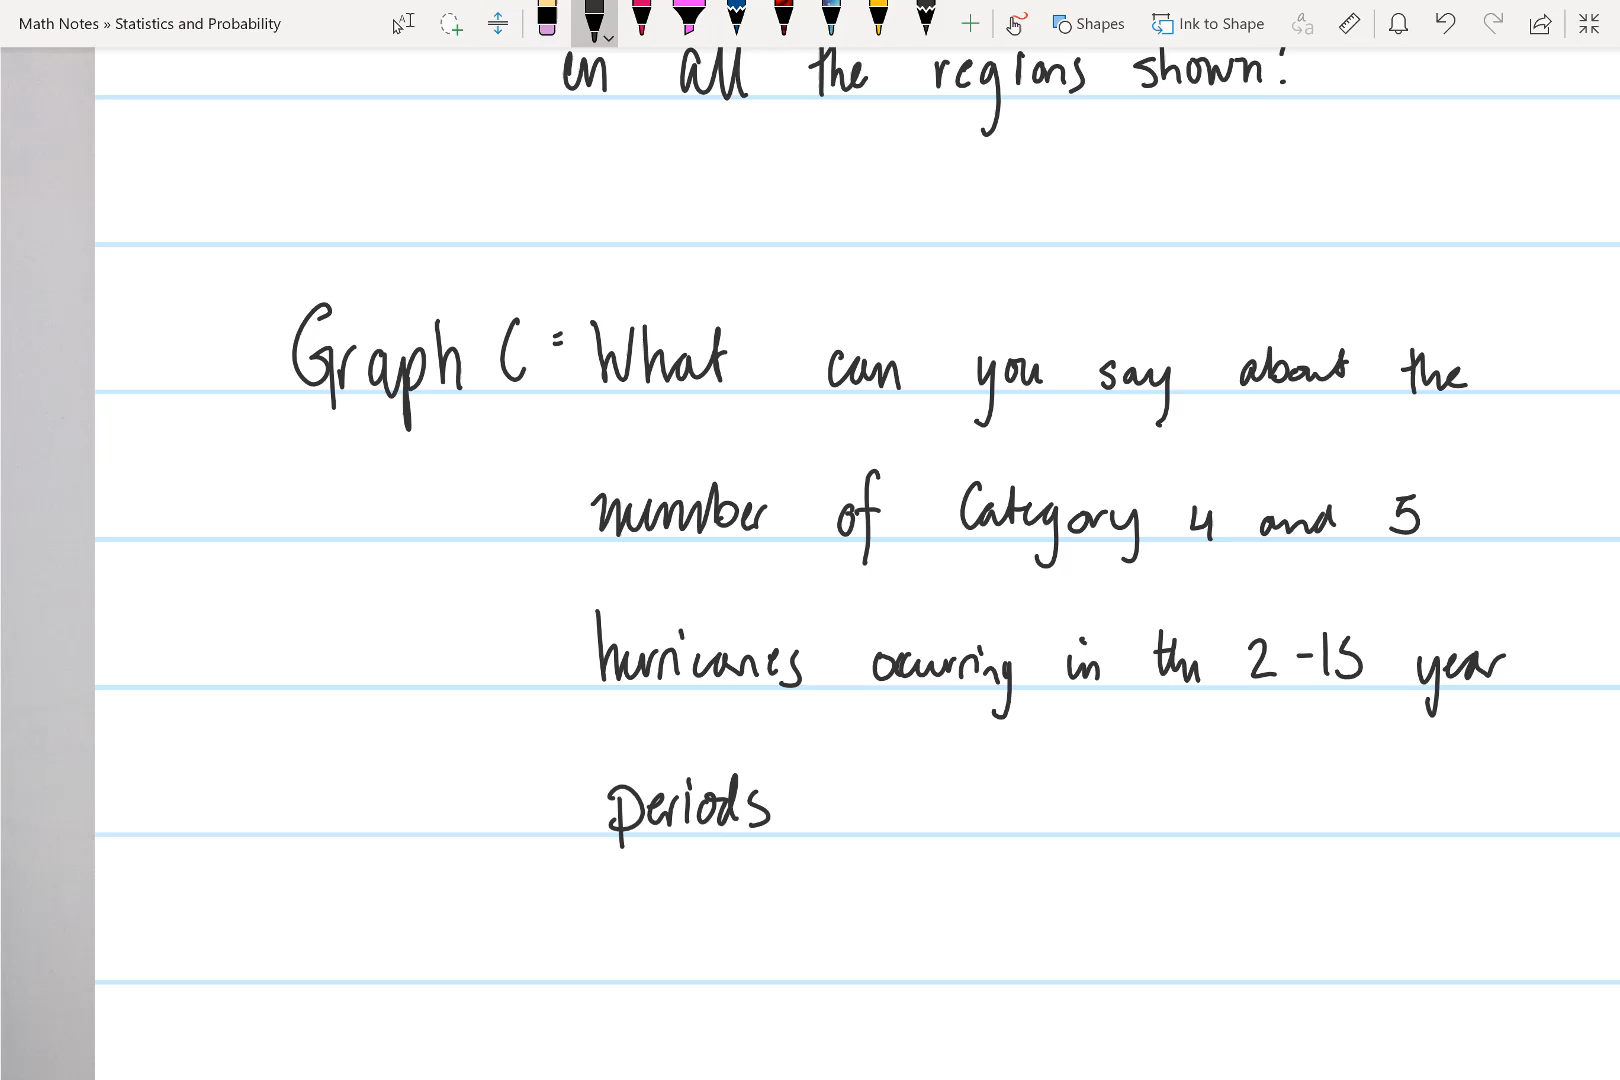 Math Notes » Statistics and Probability
Shapes
Ink to Shape
in all the regions shown?
Graph C = What can you say about the
number of Category 4 and 5
hurricanes occurring in the 2-15 year
periods